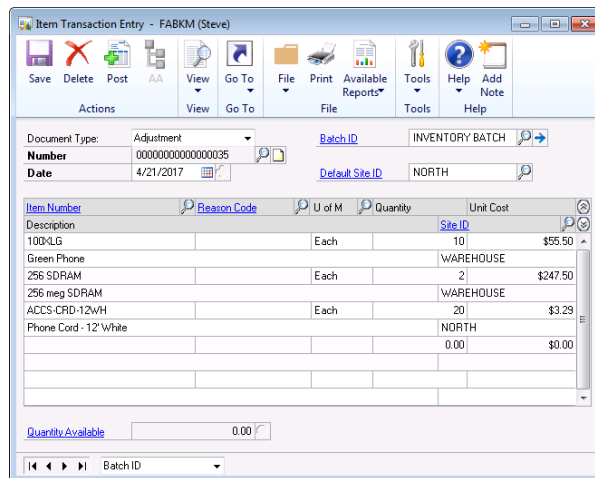 Item Transaction Entry - FABKM (Steve)
Save Delete Post AA View Go To File Print Available Reports Tools Help Add Note
Actions View Go To File Tools Help
Document Type: Adjustment Batch ID INVENTORY BATCH
Number 00000000000000035
Date 4/21/2017 Default Site ID NORTH
Item Number Reason Code U of M Quantity Unit Cost
Description Site ID
100XLG Each 10 $55.50
Green Phone WAREHOUSE
256 SDRAM Each 2 $247.50
256 meg SDRAM WAREHOUSE
ACCS-CRD-12WH Each 20 $3.29
Phone Cord - 12' White NORTH
0.00 $0.00
Quantity Available 0.00
Batch ID